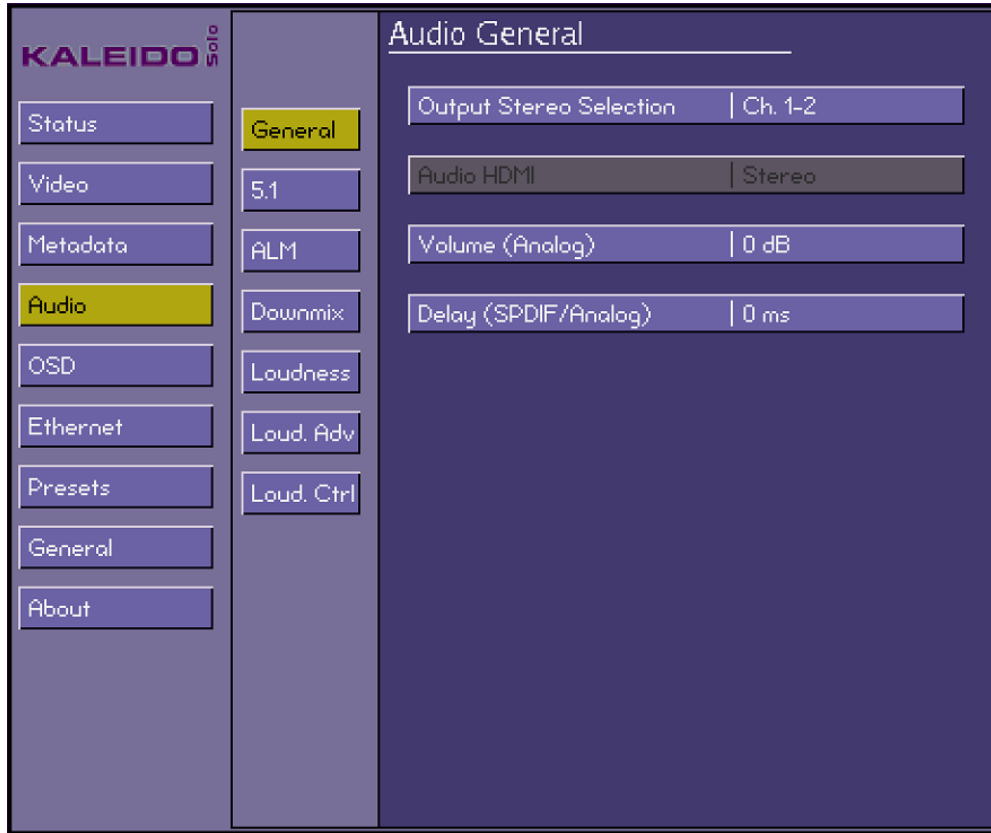 KALEIDO Solo
Status
Video
Metadata
Audio
OSD
Ethernet
Presets
General
About
General
5.1
ALM
Downmix
Loudness
Loud. Adv
Loud. Ctrl
Audio General
Output Stereo Selection | Ch. 1-2
Audio HDMI | Stereo
Volume (Analog) | 0 dB
Delay (SPDIF/Analog) | 0 ms